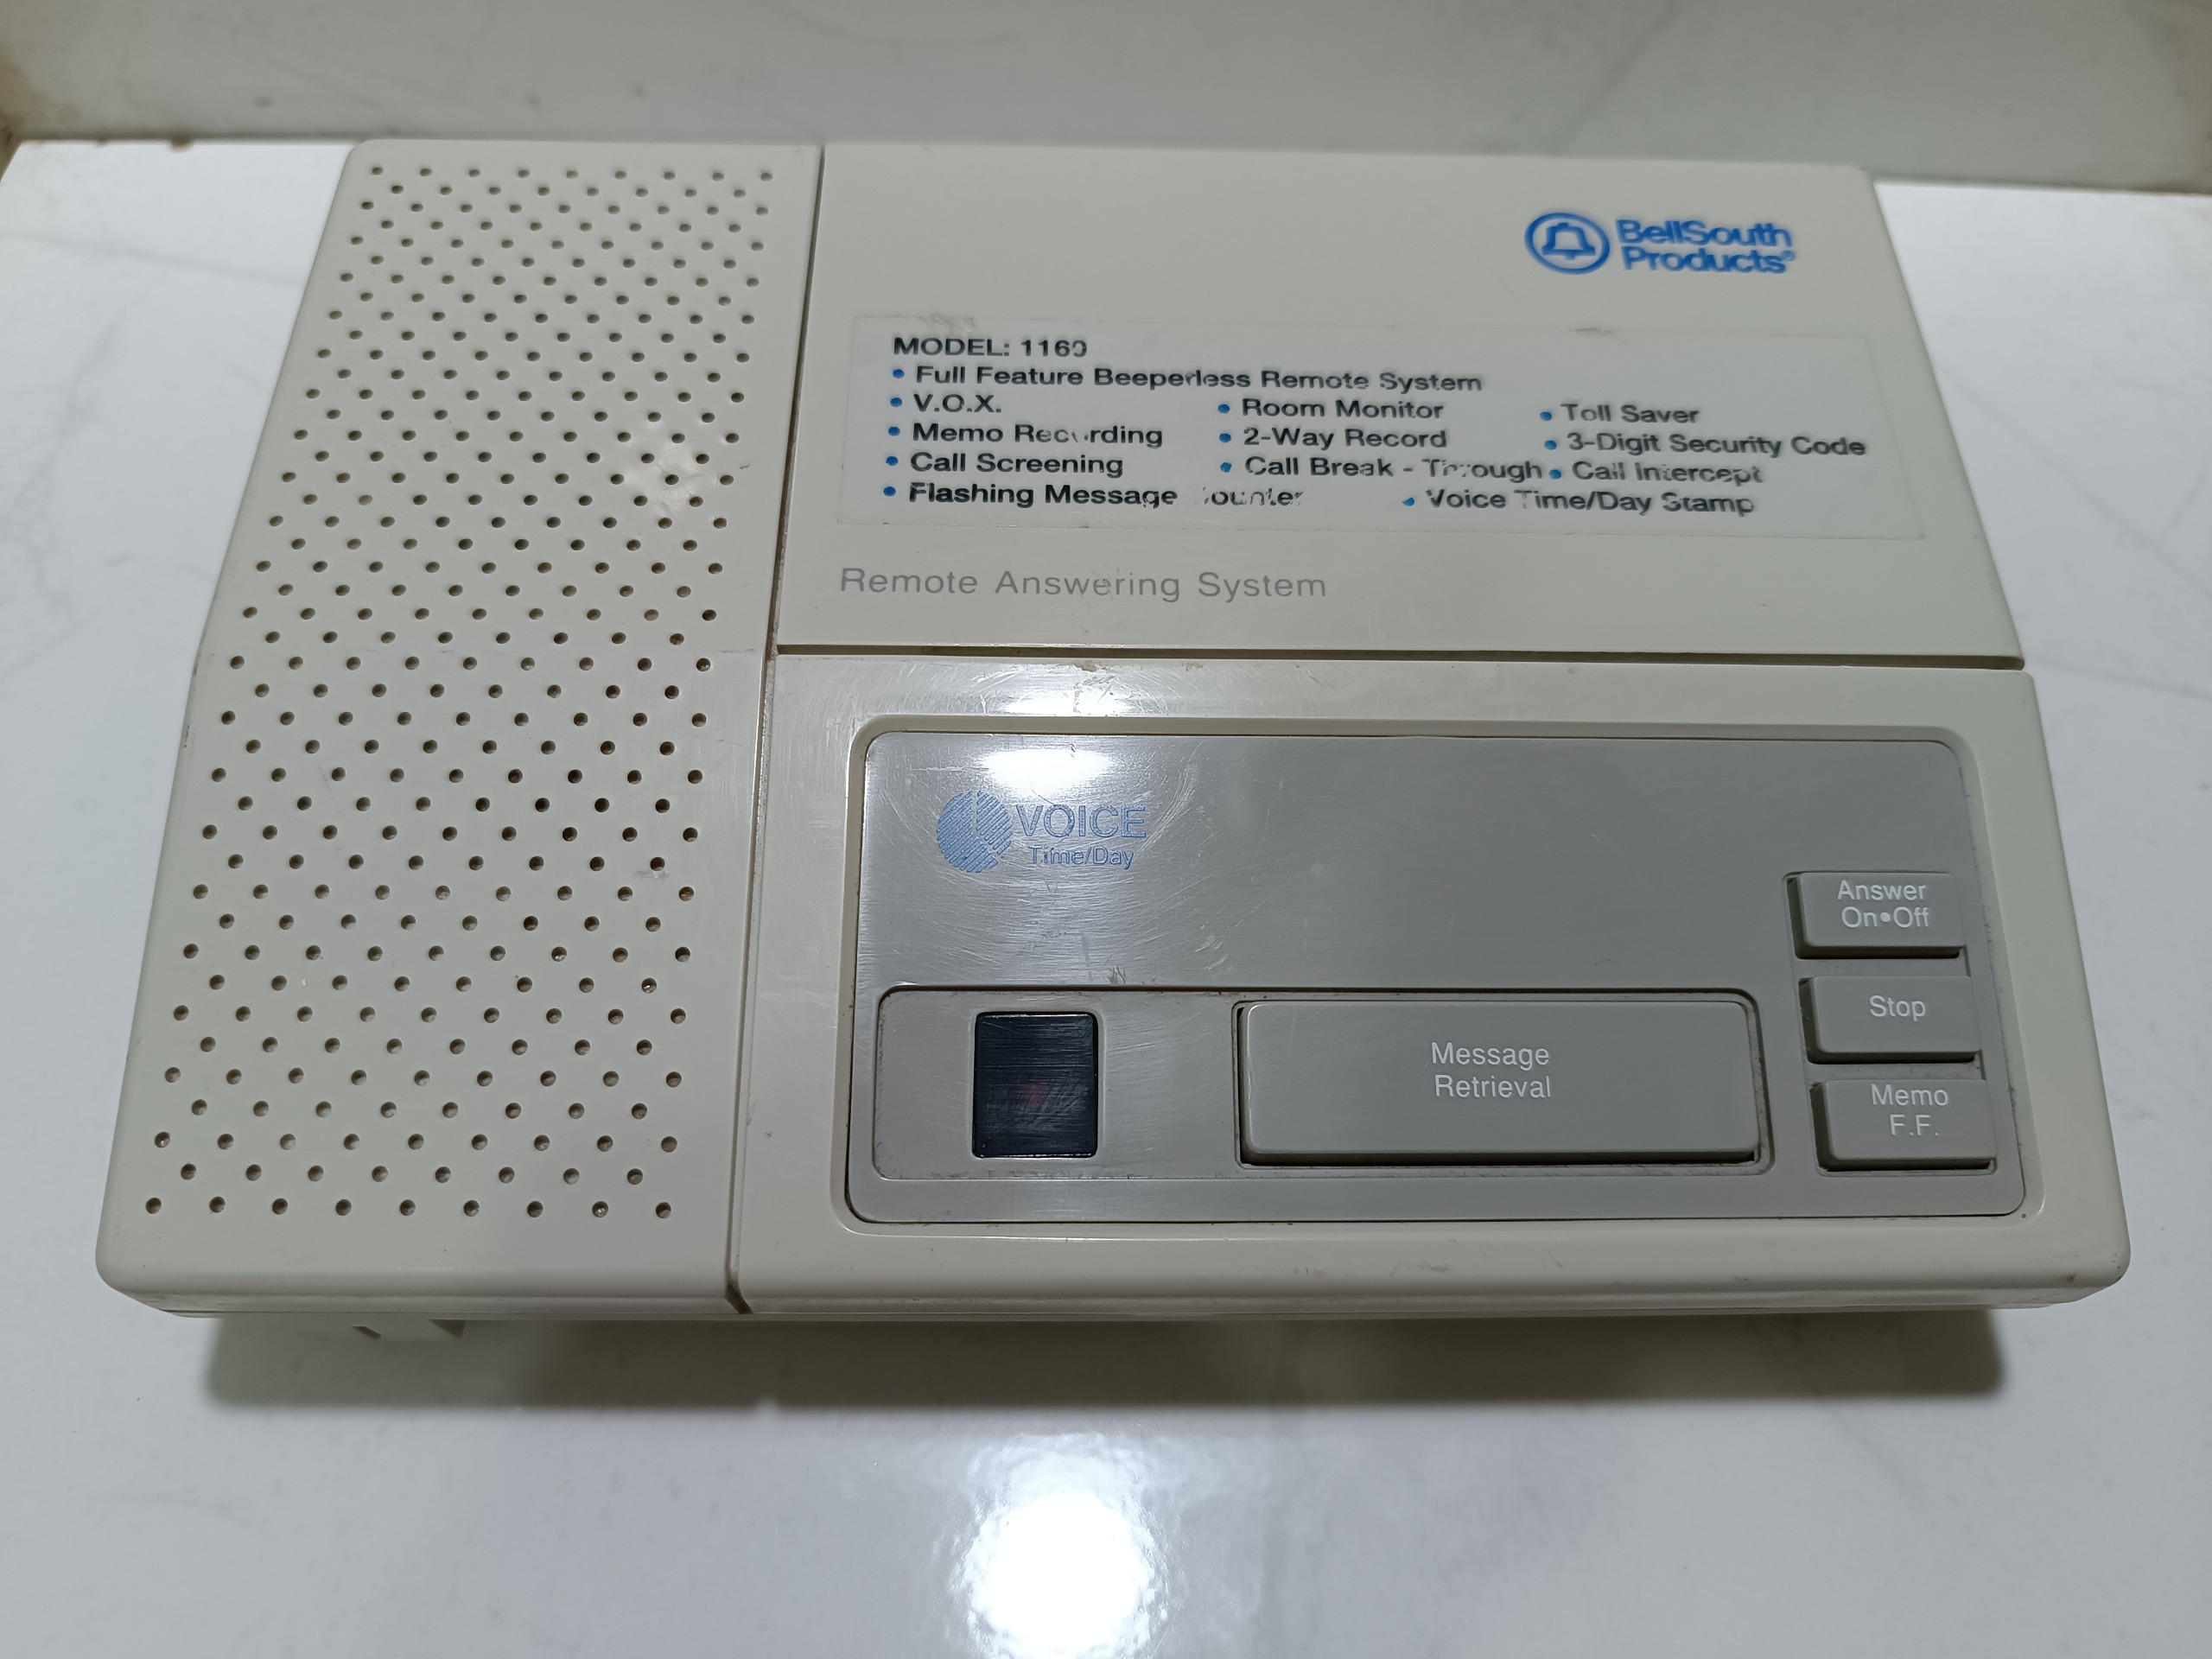 BellSouth
Products®
MODEL: 1160
• Full Feature Beeperless Remote System
• V.O.X. • Room Monitor • Toll Saver
• Memo Recording • 2-Way Record • 3-Digit Security Code
• Call Screening • Call Break - Through • Call Intercept
• Flashing Message Counter • Voice Time/Day Stamp
Remote Answering System
VOICE
Time/Day
Answer
On•Off
Stop
Message
Retrieval
Memo
F.F.